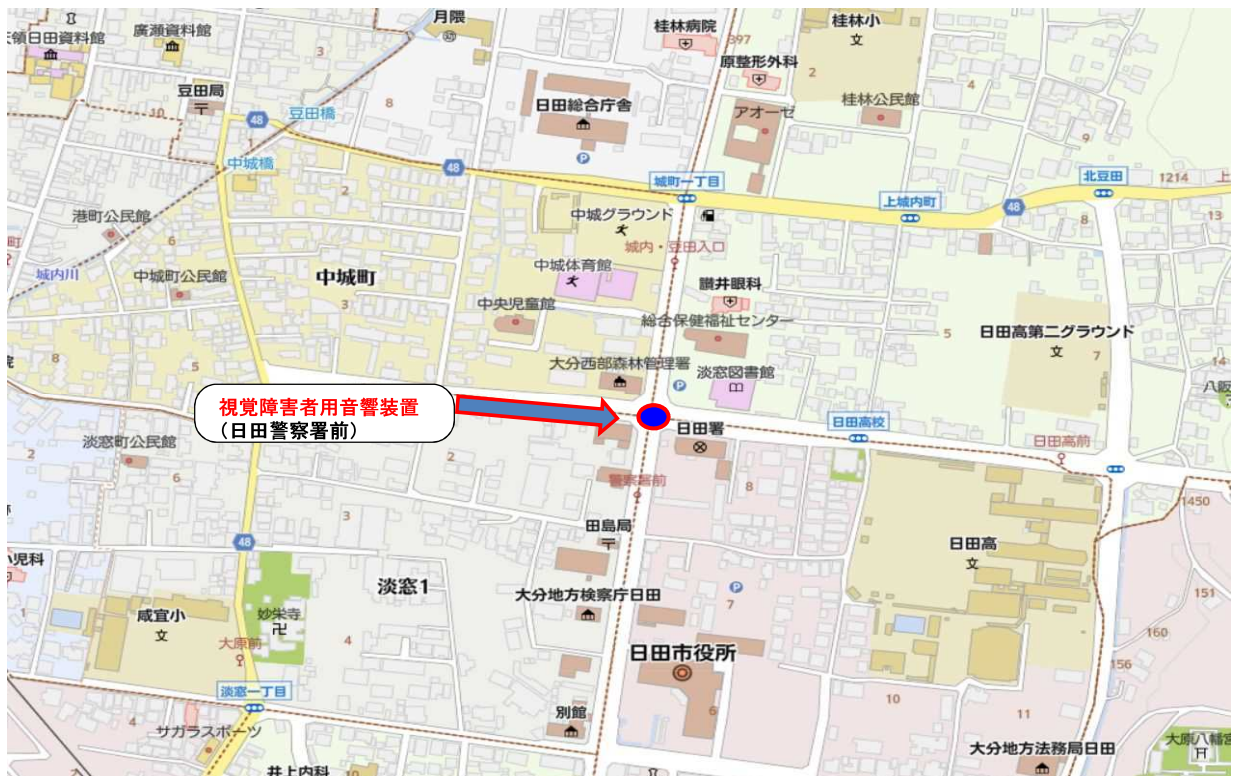 月隈
桂林病院
桂林小
廣瀬資料館
天領日田資料館
397
原整形外科
豆田局
日田総合庁舎
アオーゼ
桂林公民館
豆田橋
48
中城橋
48
城町一丁目
北豆田
1214
上城内町
48
港町公民館
中城グラウンド
城内・豆田入口
城内川
中城町公民館
中城町
中城体育館
讃井眼科
中央児童館
総合保健福祉センター
日田高第二グラウンド
大分西部森林管理署
淡窓図書館
視覚障害者用音響装置
(日田警察署前)
日田署
日田高校
日田高前
淡窓町公民館
警察署前
1450
田島局
48
日田高
淡窓1
大分地方検察庁日田
151
咸宜小
妙栄寺
160
大原前
日田市役所
156
淡窓一丁目
サガラスポーツ
別館
大分地方法務局日田
大原八幡宮
井上内科